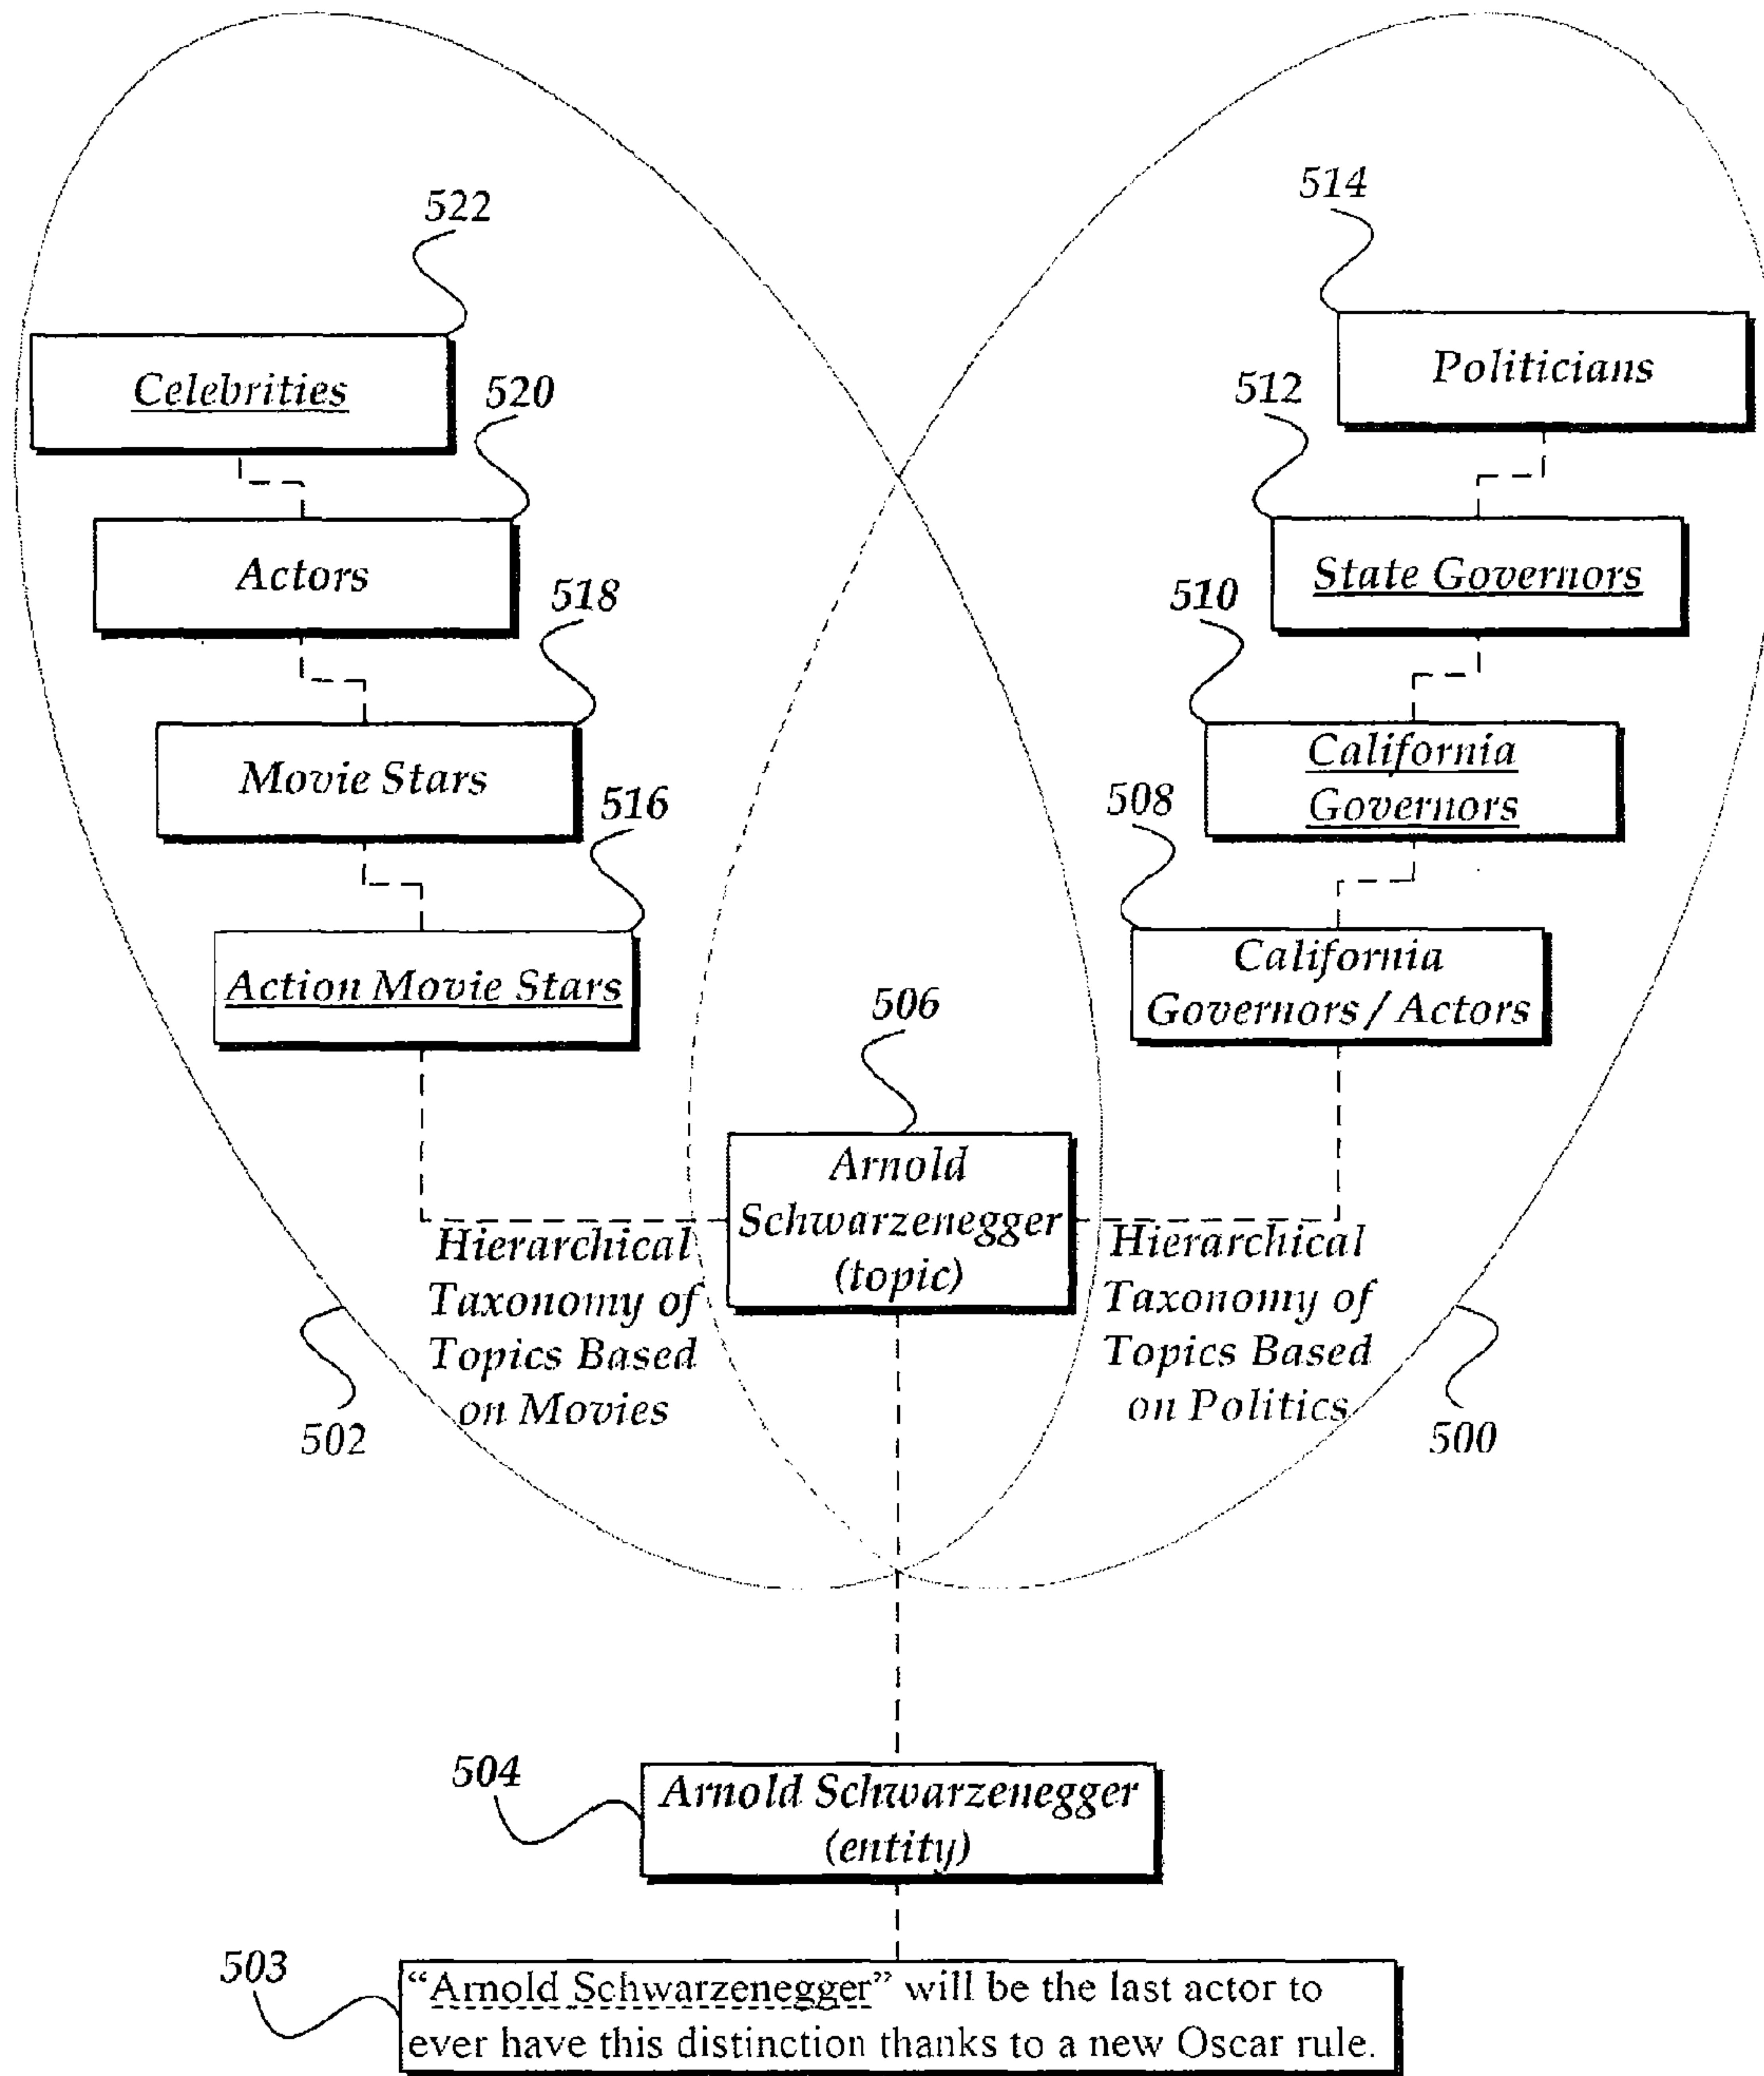 522
514
Celebrities
Politicians
520
512
Actors
State Governors
518
510
Movie Stars
California
Governors
516
508
Action Movie Stars
California
Governors / Actors
506
Arnold
Schwarzenegger
(topic)
Hierarchical
Taxonomy of
Topics Based
on Movies
Hierarchical
Taxonomy of
Topics Based
on Politics
502
500
504
Arnold Schwarzenegger
(entity)
503
“Arnold Schwarzenegger” will be the last actor to
ever have this distinction thanks to a new Oscar rule.